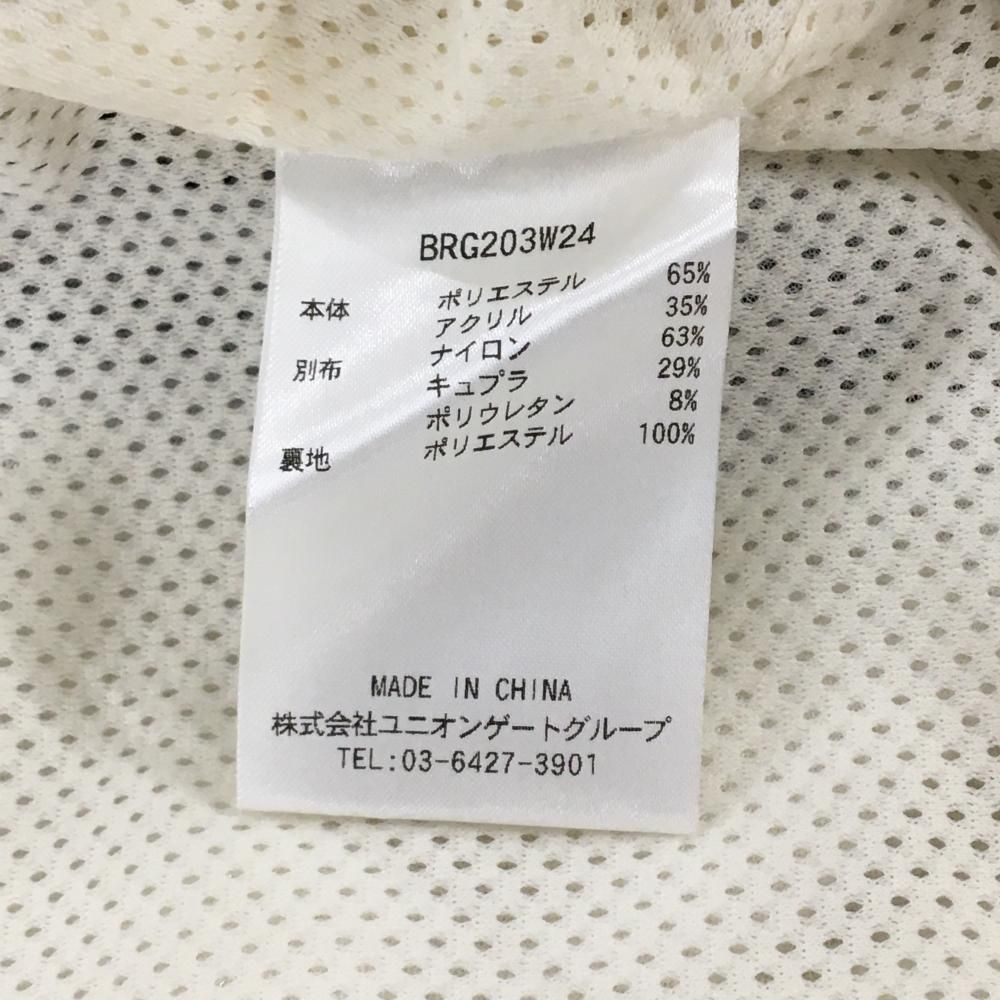 BRG203W24
本体 ポリエステル 65%
アクリル 35%
別布 ナイロン 63%
キュプラ 29%
ポリウレタン 8%
裏地 ポリエステル 100%
MADE IN CHINA
株式会社ユニオンゲートグループ
TEL:03-6427-3901